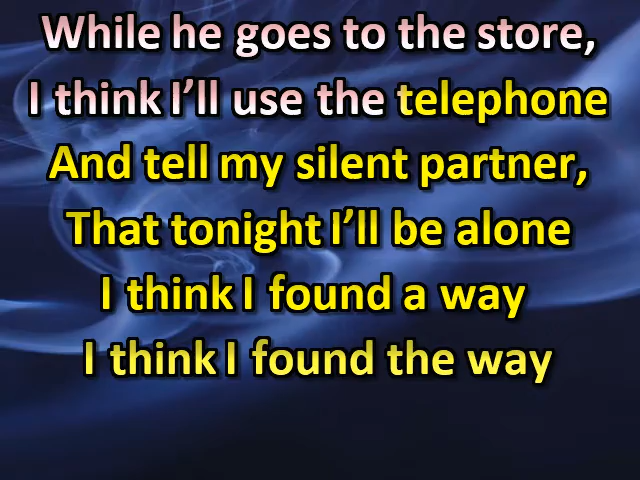 While he goes to the store,
I think I’ll use the telephone
And tell my silent partner,
That tonight I’ll be alone
I think I found a way
I think I found the way